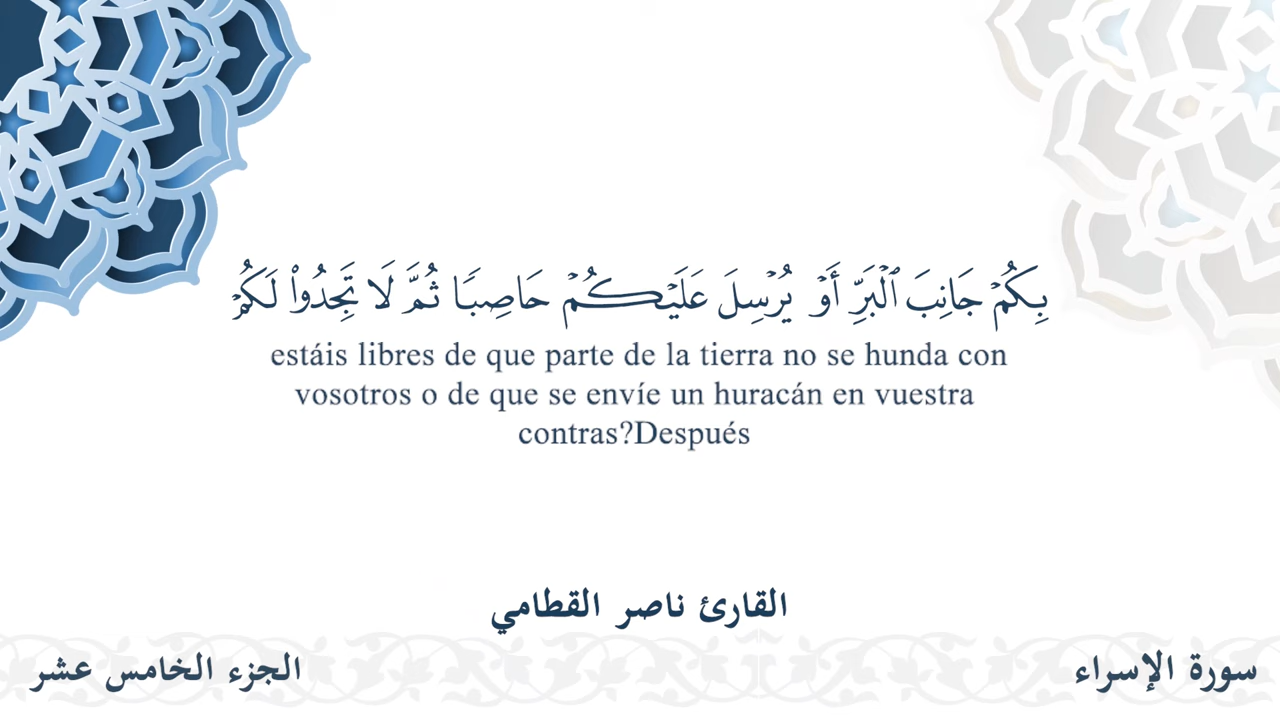 بِكُمۡ جَانِبَ ٱلۡبَرِّ أَوۡ يُرۡسِلَ عَلَيۡكُمۡ حَاصِبٗا ثُمَّ لَا تَجِدُواْ لَكُمۡ
estáis libres de que parte de la tierra no se hunda con
vosotros o de que se envíe un huracán en vuestra
contras?Después
القارئ ناصر القطامي
سورة الإسراء
الجزء الخامس عشر